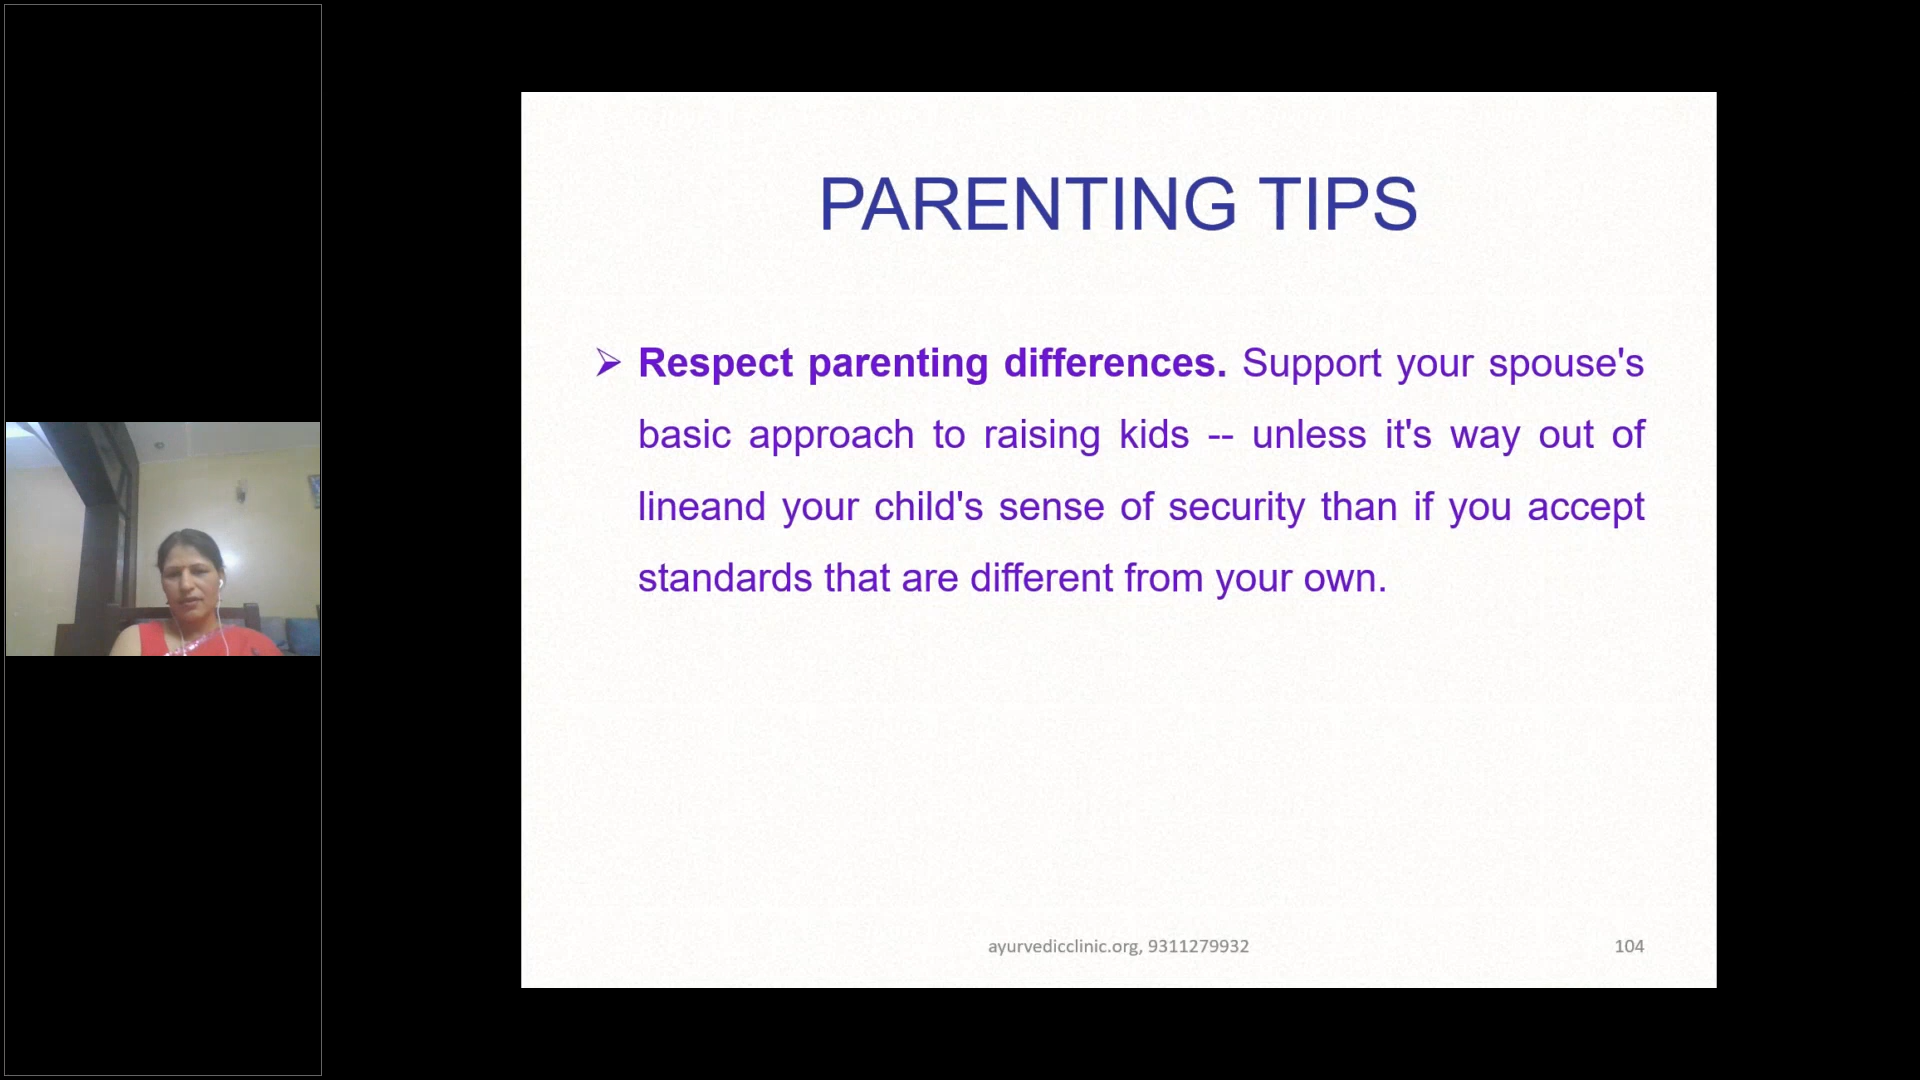 PARENTING TIPS
➢ Respect parenting differences. Support your spouse's
basic approach to raising kids -- unless it's way out of
lineand your child's sense of security than if you accept
standards that are different from your own.
ayurvedicclinic.org, 9311279932
104